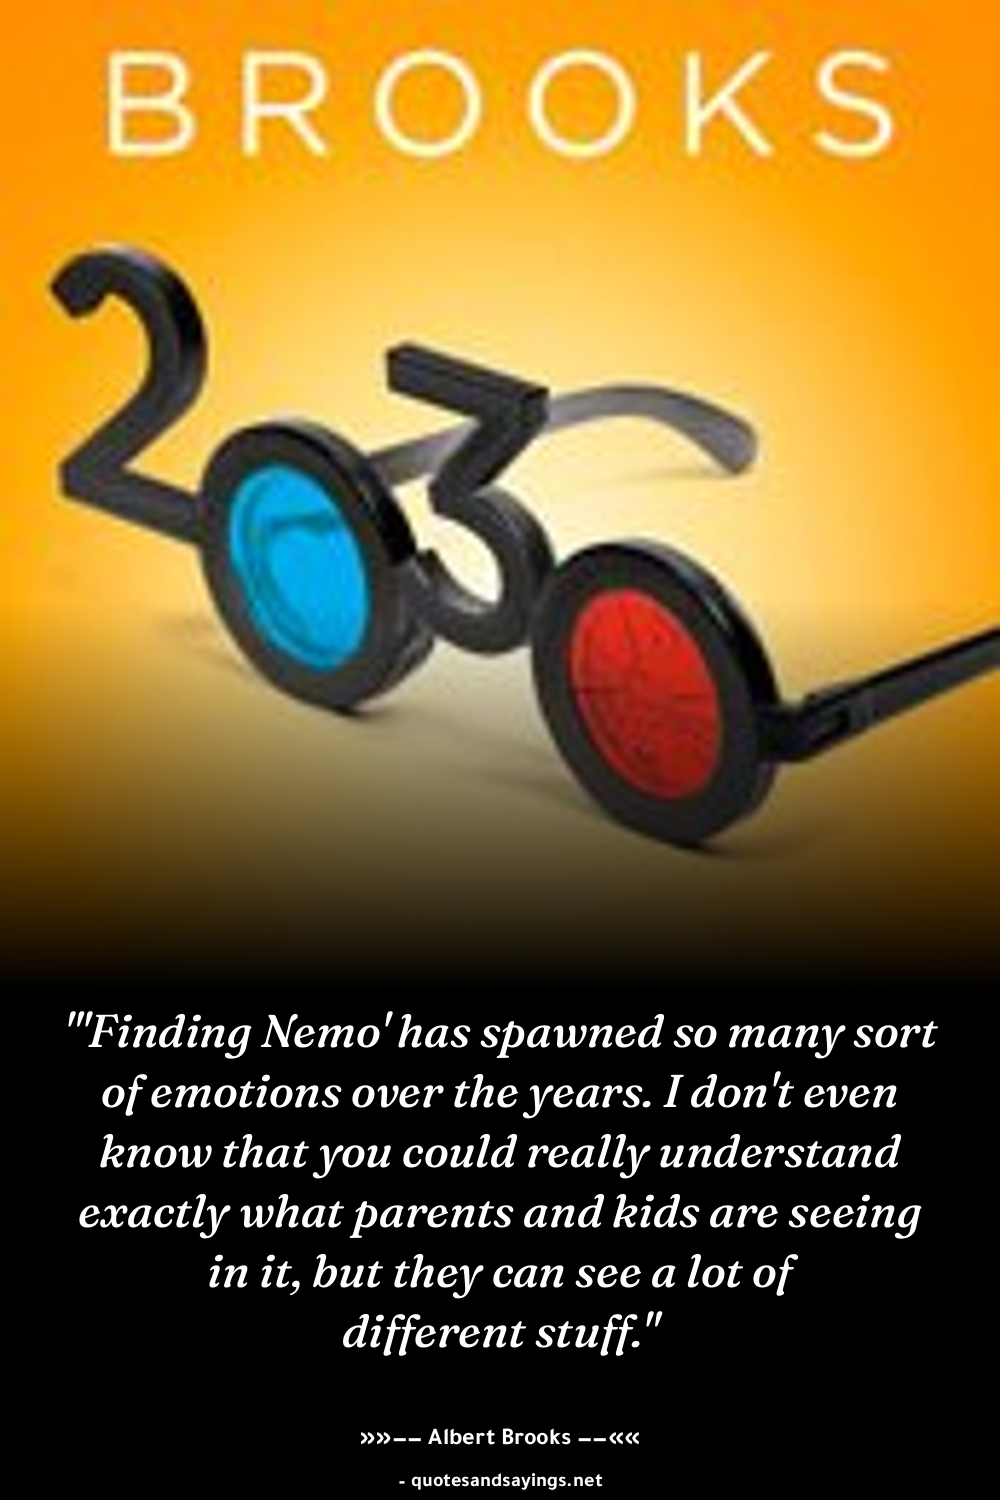 BROOKS
2030
"'Finding Nemo' has spawned so many sort
of emotions over the years. I don't even
know that you could really understand
exactly what parents and kids are seeing
in it, but they can see a lot of
different stuff."
»»–– Albert Brooks ––««
- quotesandsayings.net